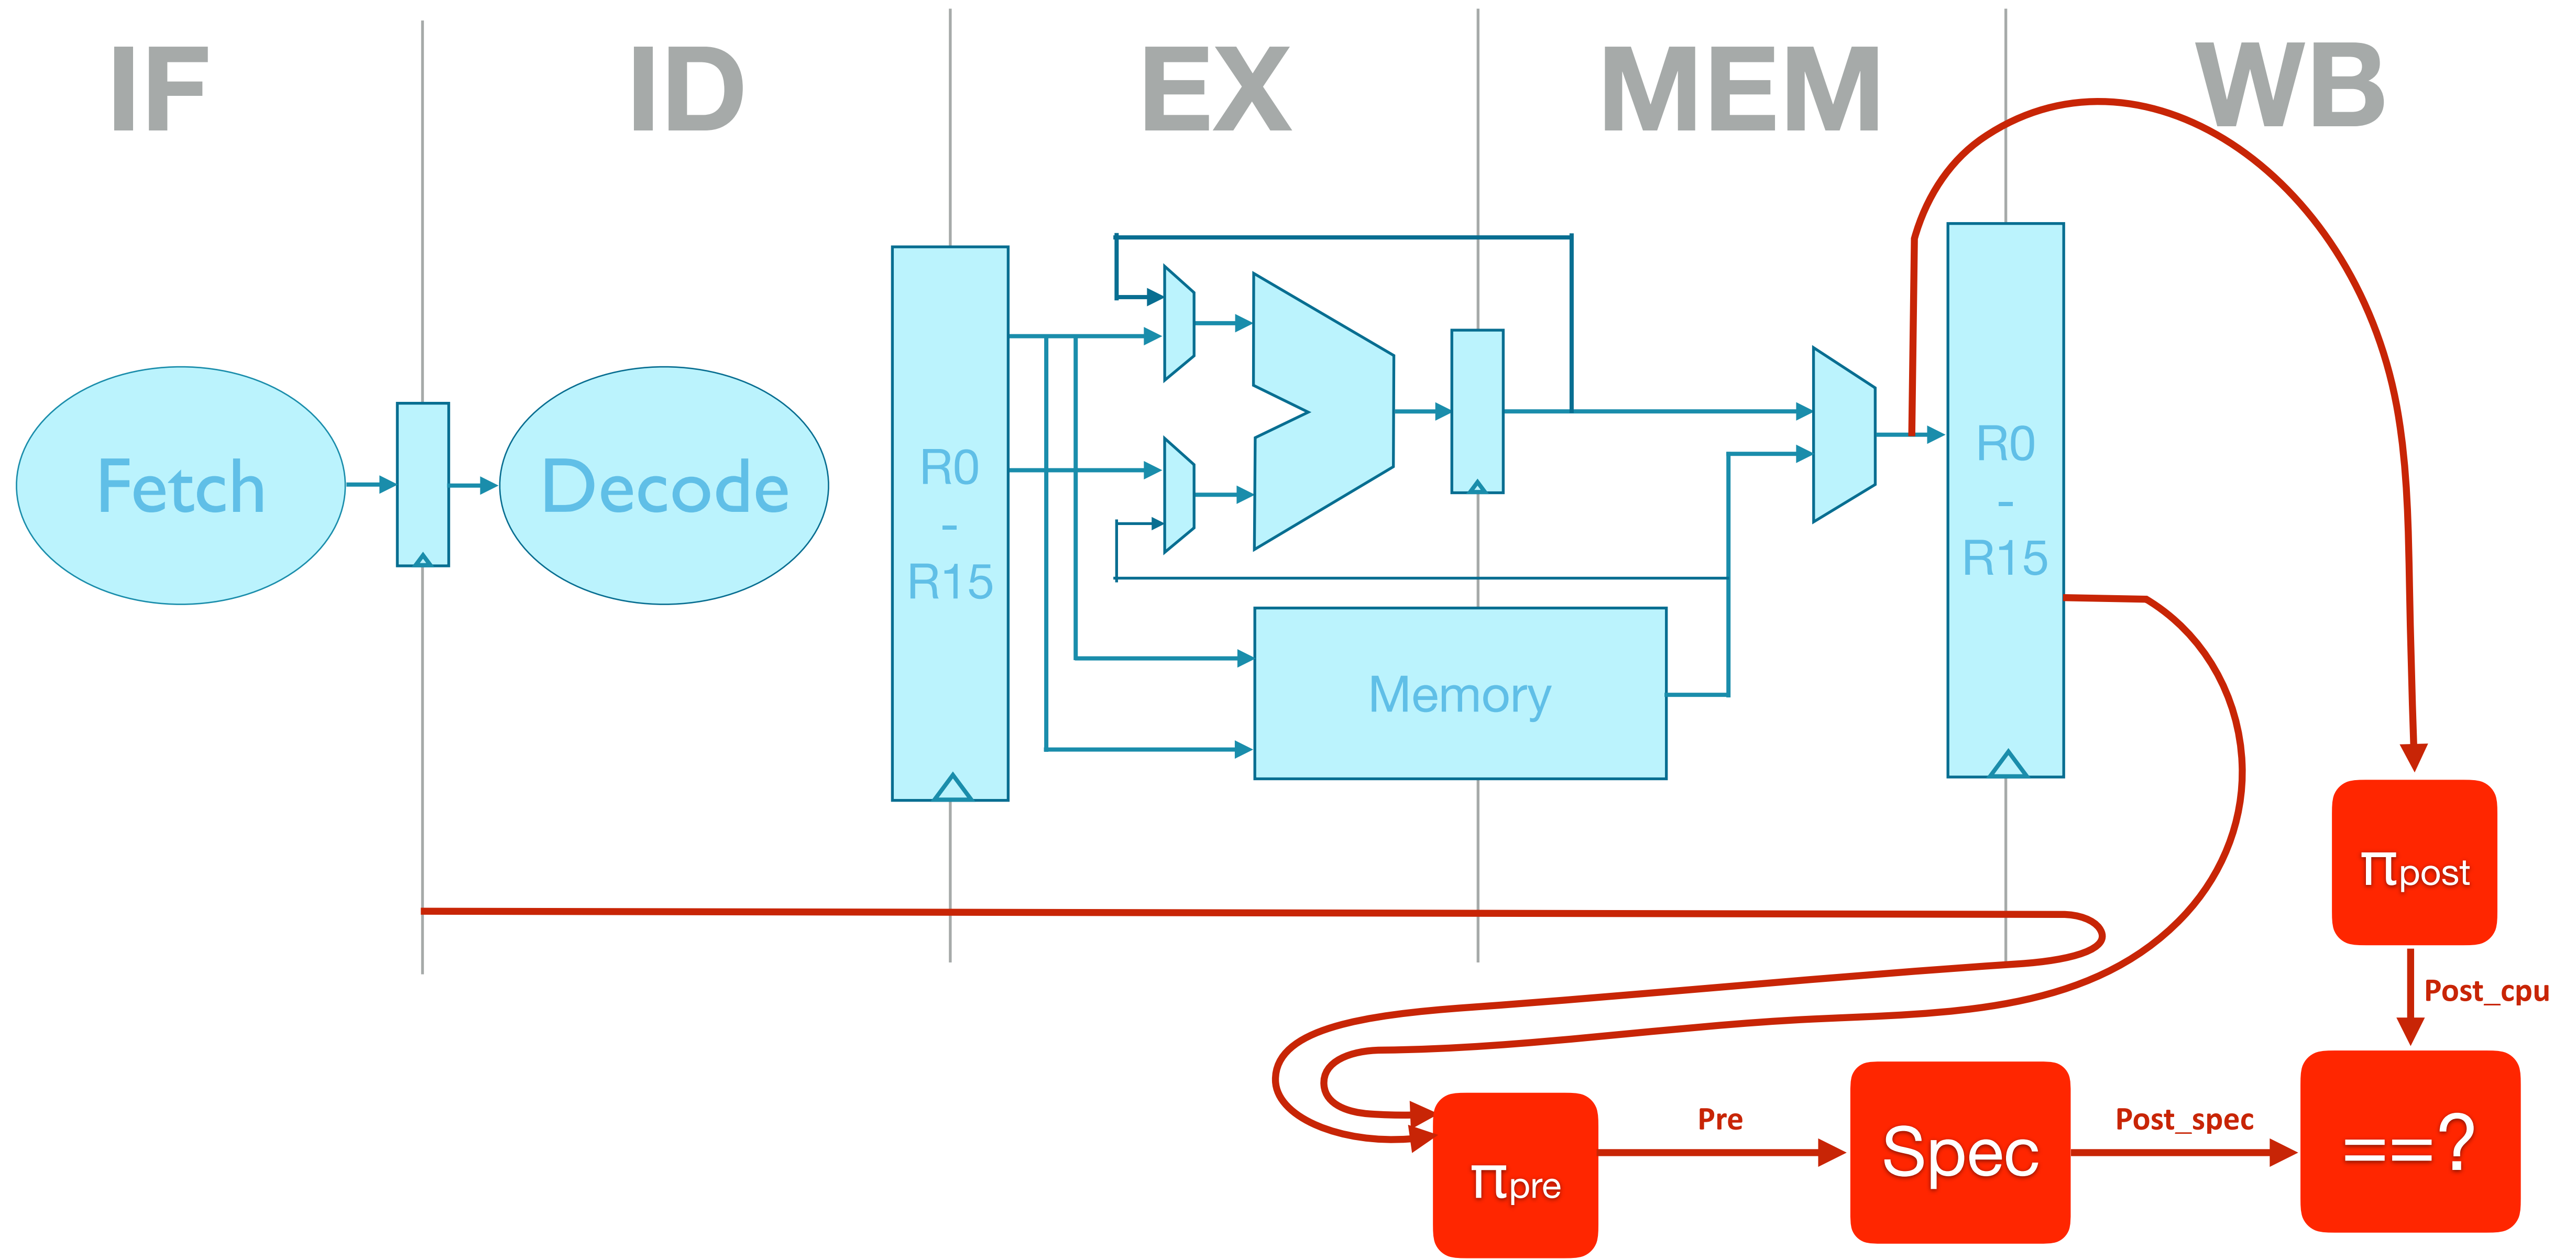 IF
ID
EX
MEM
WB
Fetch
Decode
R0
-
R15
Memory
R0
-
R15
πpost
Post_cpu
πpre
Pre
Spec
Post_spec
==?